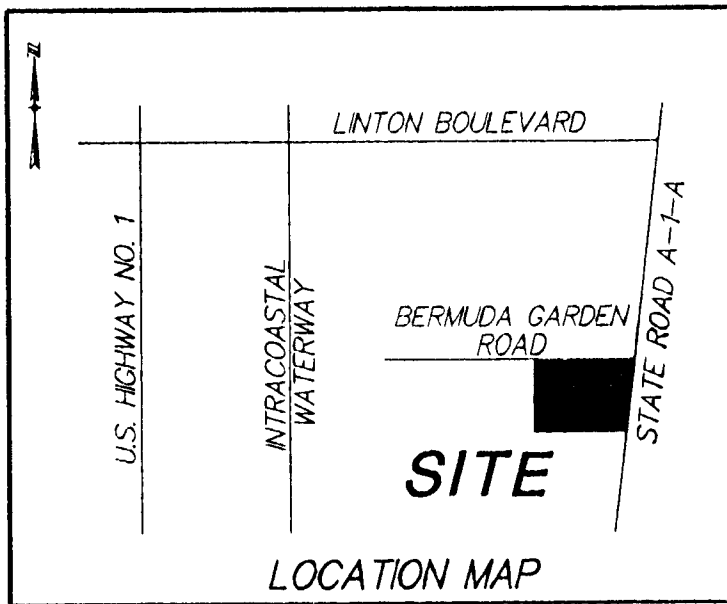 N
LINTON BOULEVARD
U.S. HIGHWAY NO. 1
INTRACOASTAL
WATERWAY
BERMUDA GARDEN
ROAD
STATE ROAD A-1-A
SITE
LOCATION MAP